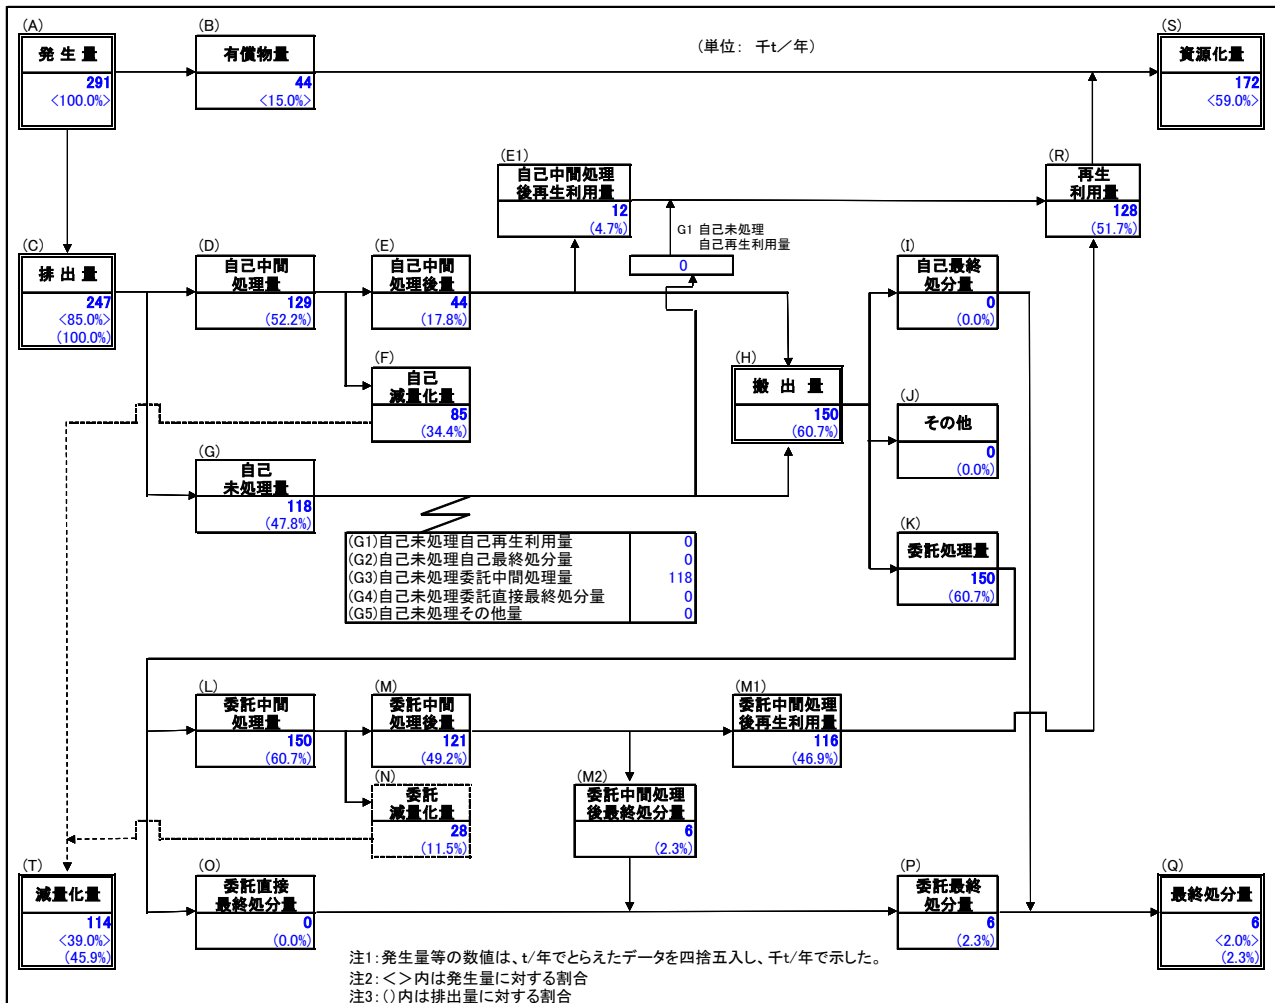 (A)
発 生 量
291
<100.0%>
(B)
有償物量
44
<15.0%>
(単位: 千t/年)
(S)
資源化量
172
<59.0%>
(E1)
自己中間処理
後再生利用量
12
(4.7%)
G1 自己未処理
自己再生利用量
0
(R)
再生
利用量
128
(51.7%)
(C)
排 出 量
247
<85.0%>
(100.0%)
(D)
自己中間
処理量
129
(52.2%)
(E)
自己中間
処理後量
44
(17.8%)
(I)
自己最終
処分量
0
(0.0%)
(F)
自己
減量化量
85
(34.4%)
(H)
搬 出 量
150
(60.7%)
(J)
その他
0
(0.0%)
(G)
自己
未処理量
118
(47.8%)
(G1)自己未処理自己再生利用量 0
(G2)自己未処理自己最終処分量 0
(G3)自己未処理委託中間処理量 118
(G4)自己未処理委託直接最終処分量 0
(G5)自己未処理その他量 0
(K)
委託処理量
150
(60.7%)
(L)
委託中間
処理量
150
(60.7%)
(M)
委託中間
処理後量
121
(49.2%)
(M1)
委託中間処理
後再生利用量
116
(46.9%)
(N)
委託
減量化量
28
(11.5%)
(M2)
委託中間処理
後最終処分量
6
(2.3%)
(T)
減量化量
114
<39.0%>
(45.9%)
(O)
委託直接
最終処分量
0
(0.0%)
(P)
委託最終
処分量
6
(2.3%)
(Q)
最終処分量
6
<2.0%>
(2.3%)
注1:発生量等の数値は、t/年でとらえたデータを四捨五入し、千t/年で示した。
注2:<>内は発生量に対する割合
注3:()内は排出量に対する割合